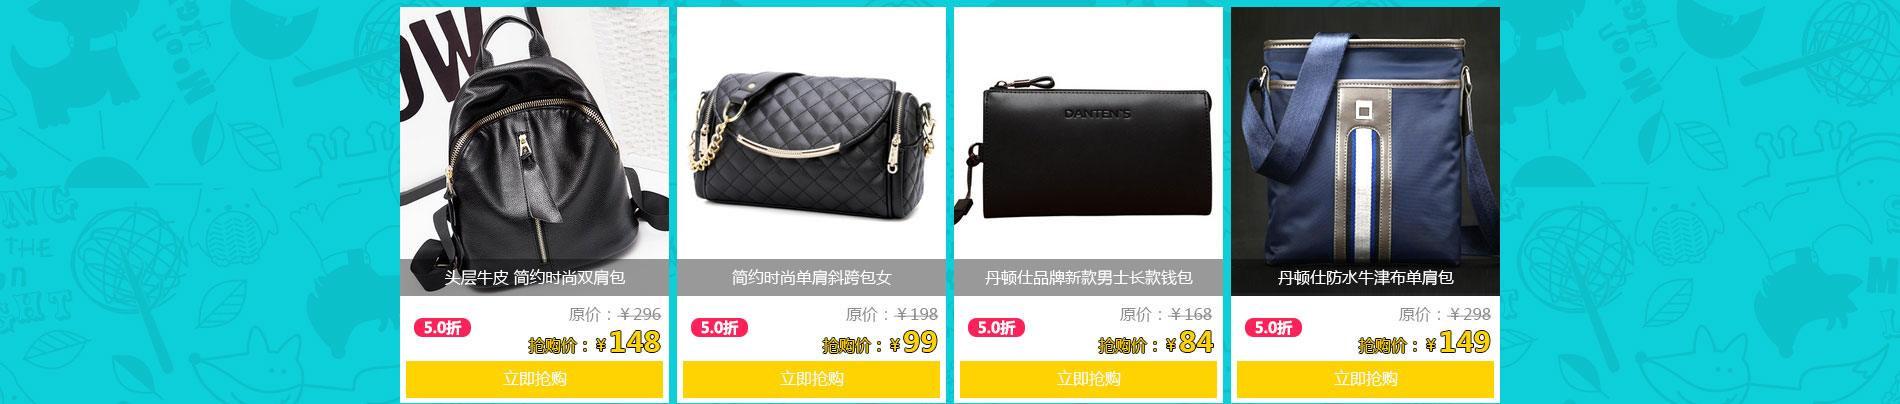 头层牛皮 简约时尚双肩包
原价：￥296
5.0折
抢购价：￥148
立即抢购
简约时尚单肩斜跨包女
原价：￥198
5.0折
抢购价：￥99
立即抢购
DANTEN'S
丹顿仕品牌新款男士长款钱包
原价：￥168
5.0折
抢购价：￥84
立即抢购
丹顿仕防水牛津布单肩包
原价：￥298
5.0折
抢购价：￥149
立即抢购